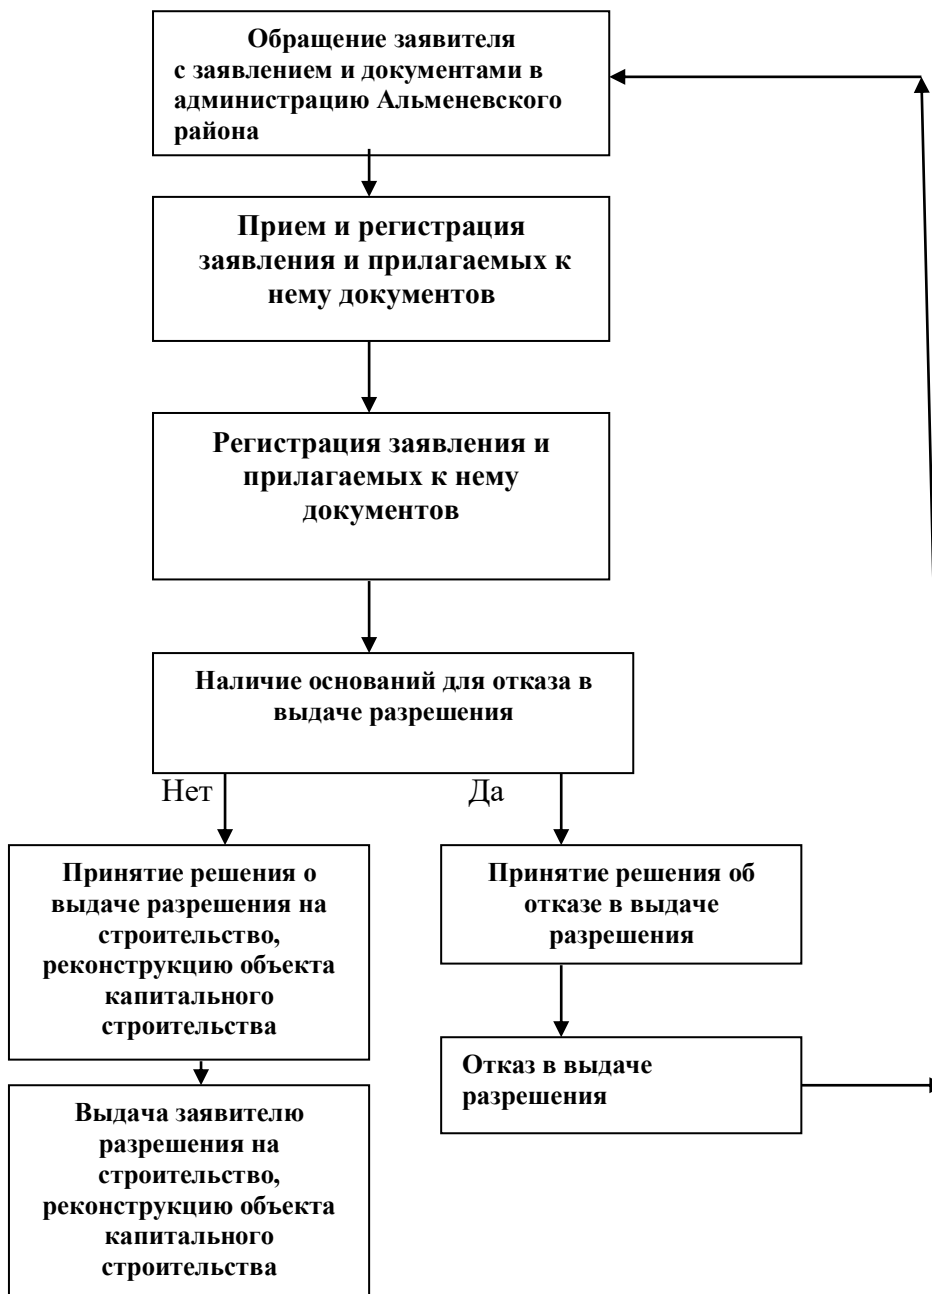 Обращение заявителя
с заявлением и документами в
администрацию Альменевского
района
Прием и регистрация
заявления и прилагаемых к
нему документов
Регистрация заявления и
прилагаемых к нему
документов
Наличие оснований для отказа в
выдаче разрешения
Нет
Да
Принятие решения о
выдаче разрешения на
строительство,
реконструкцию объекта
капитального
строительства
Принятие решения об
отказе в выдаче
разрешения
Отказ в выдаче
разрешения
Выдача заявителю
разрешения на
строительство,
реконструкцию объекта
капитального
строительства